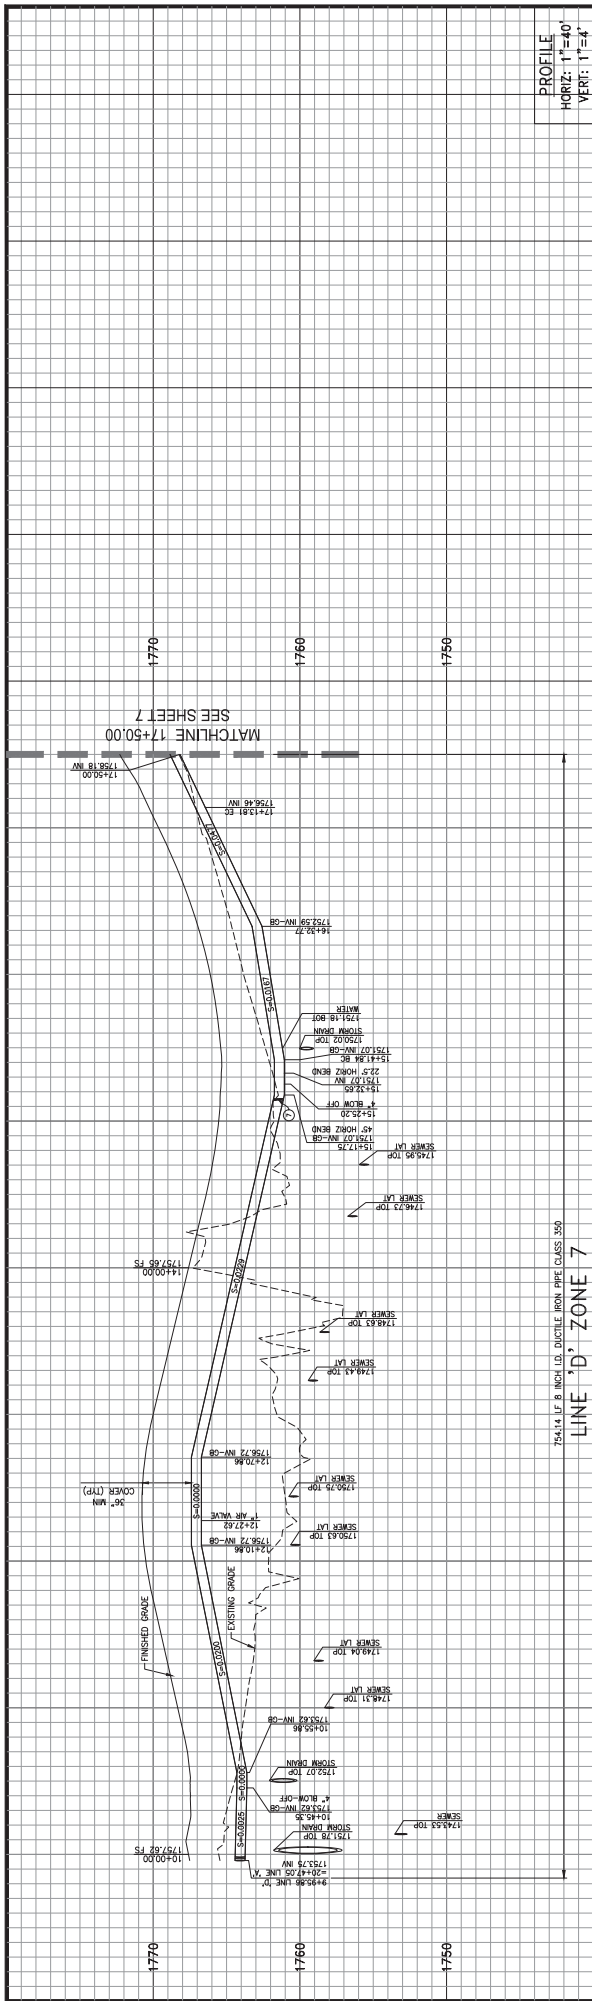 PROFILE
HORIZ: 1"=40'
VERT: 1"=4'
1770
1760
1750
MATCHLINE 17+50.00
SEE SHEET 7
17+50.00
1758.18 INV
17+13.81 EC
1756.46 INV
S=0.0477
16+32.77
1752.59 INV-GB
S=0.0167
WATER
1751.18 BOT
STORM DRAIN
1750.02 TOP
15+41.84 BC
1751.07 INV-GB
22.5° HORIZ BEND
1751.07 INV
15+32.65
15+25.20
4" BLOW OFF
7
15+17.75
1751.07 INV-GB
45° HORIZ BEND
SEWER LAT
1745.95 TOP
SEWER LAT
1746.73 TOP
14+00.00
1757.65 FS
S=0.0229
SEWER LAT
1748.63 TOP
SEWER LAT
1749.43 TOP
12+70.86
1756.72 INV-GB
36" MIN
COVER (TYP)
S=0.0000
SEWER LAT
1750.75 TOP
12+27.62
1" AIR VALVE
12+10.86
1756.72 INV-GB
SEWER LAT
1750.63 TOP
FINISHED GRADE
EXISTING GRADE
S=0.0200
SEWER LAT
1749.04 TOP
SEWER LAT
1748.31 TOP
10+55.86
1753.62 INV-GB
S=0.0000
STORM DRAIN
1752.07 TOP
4" BLOW-OFF
10+45.35
1753.62 INV-GB
S=0.0025
STORM DRAIN
1751.78 TOP
SEWER
1743.53 TOP
10+00.00
1757.62 FS
9+95.86 LINE 'D'
=20+47.05 LINE 'A'
1753.75 INV
1770
1760
1750
754.14 LF 8 INCH I.D. DUCTILE IRON PIPE CLASS 350
LINE 'D' ZONE 7